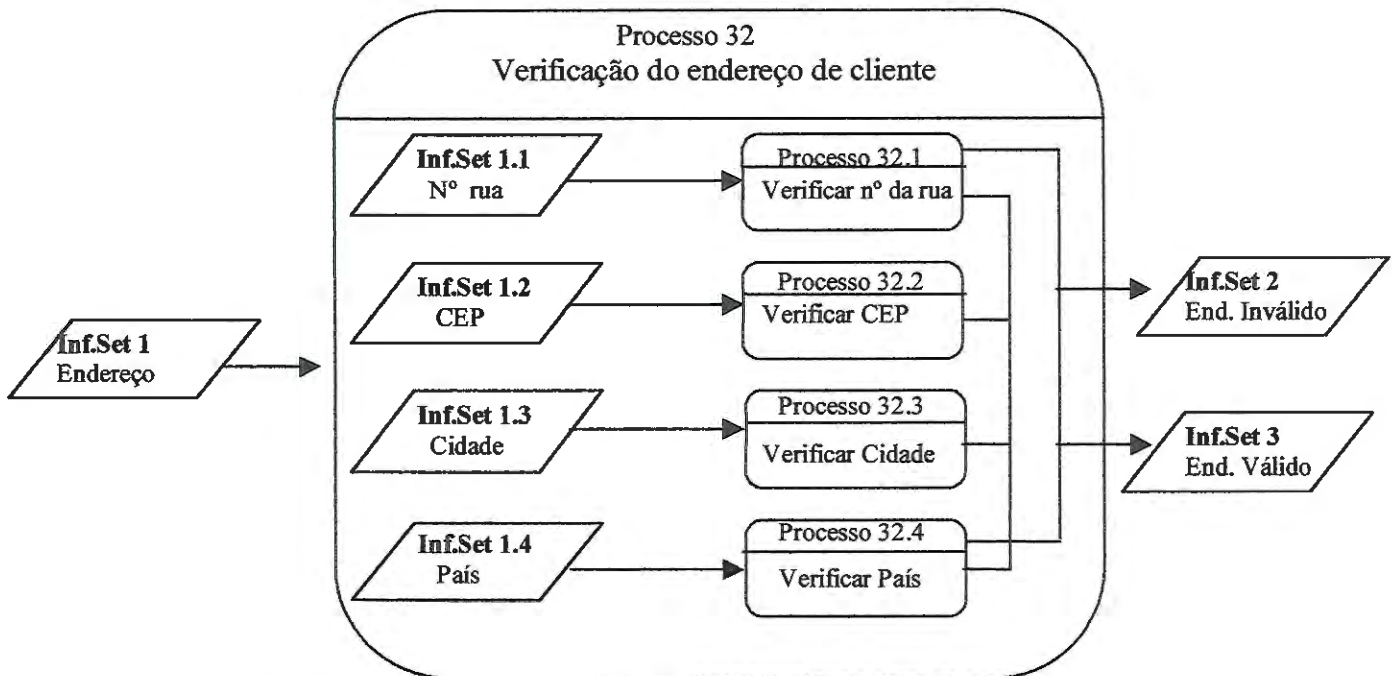 Processo 32
Verificação do endereço de cliente
Inf.Set 1.1
Nº rua
Processo 32.1
Verificar nº da rua
Inf.Set 1.2
CEP
Processo 32.2
Verificar CEP
Inf.Set 2
End. Inválido
Inf.Set 1
Endereço
Inf.Set 1.3
Cidade
Processo 32.3
Verificar Cidade
Inf.Set 3
End. Válido
Inf.Set 1.4
País
Processo 32.4
Verificar País